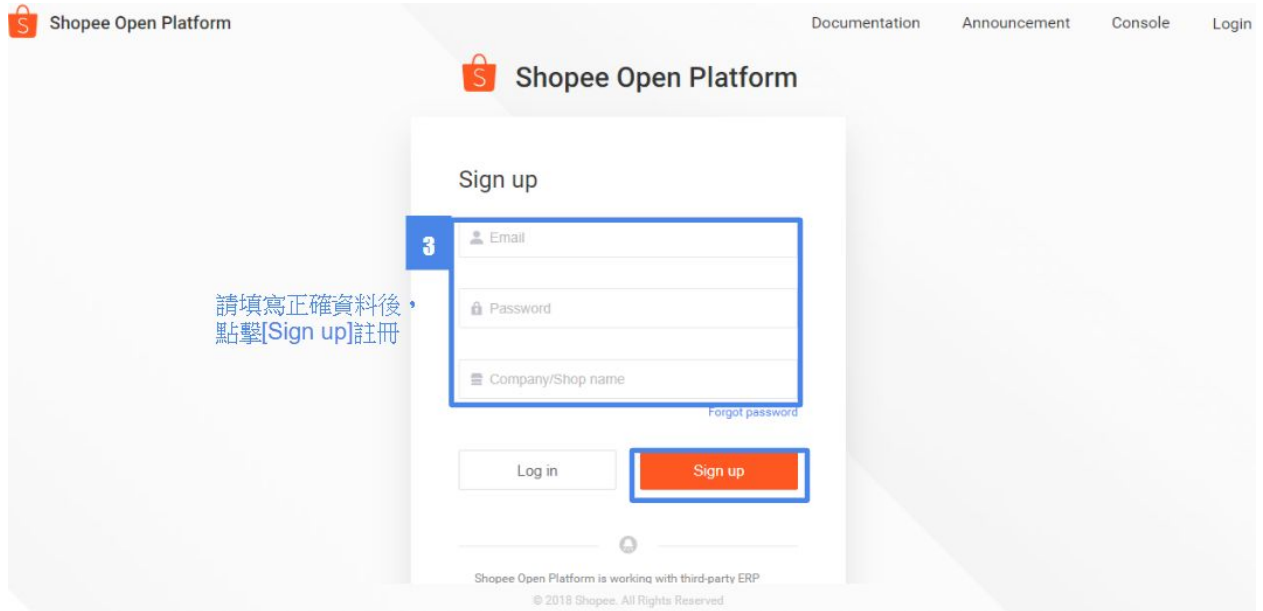 Shopee Open Platform
Documentation
Announcement
Console
Login
Shopee Open Platform
Sign up
3
Email
請填寫正確資料後，
點擊[Sign up]註冊
Password
Company/Shop name
Forgot password
Log in
Sign up
Shopee Open Platform is working with third-party ERP
© 2018 Shopee. All Rights Reserved